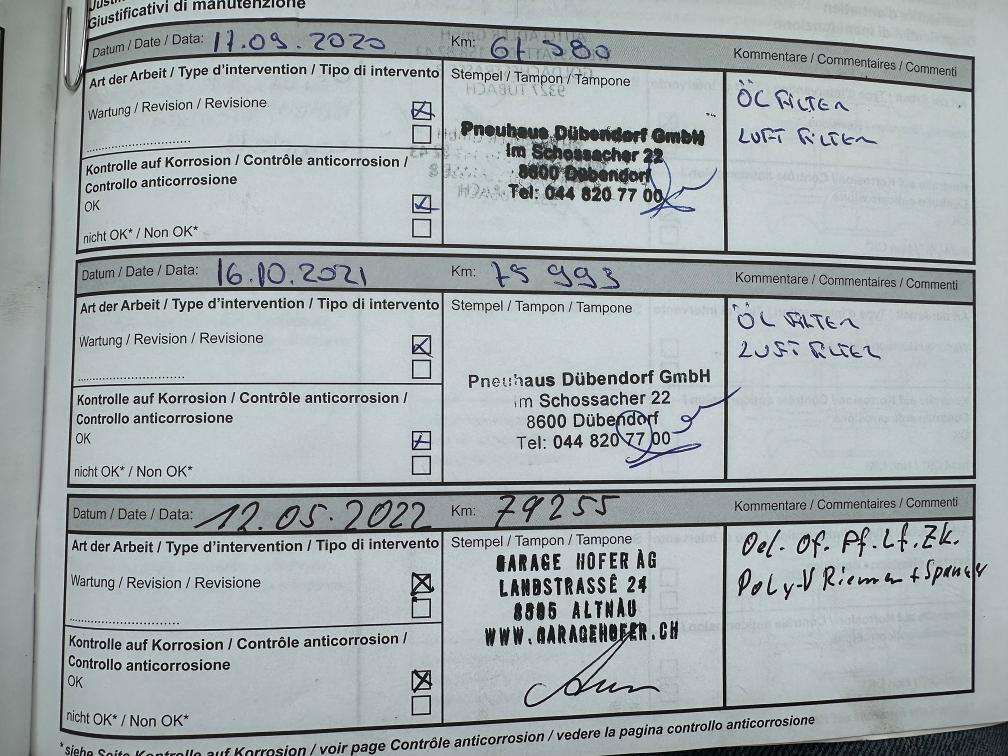 Giustificativi di manutenzione
Datum / Date / Data: 17.09.2020 Km: 61 380 Kommentare / Commentaires / Commenti
Art der Arbeit / Type d'intervention / Tipo di intervento
Stempel / Tampon / Tampone
ÖL FILTER
LUFT FILTER
Wartung / Revision / Revisione
Pneuhaus Dübendorf GmbH
Im Schossacher 22
8600 Dübendorf
Tel: 044 820 77 00
Kontrolle auf Korrosion / Contrôle anticorrosion /
Controllo anticorrosione
OK
nicht OK* / Non OK*
Datum / Date / Data: 16.10.2021 Km: 75 993 Kommentare / Commentaires / Commenti
Art der Arbeit / Type d'intervention / Tipo di intervento
Stempel / Tampon / Tampone
ÖL FILTER
LUFT FILTER
Wartung / Revision / Revisione
Pneuhaus Dübendorf GmbH
im Schossacher 22
8600 Dübendorf
Tel: 044 820 77 00
Kontrolle auf Korrosion / Contrôle anticorrosion /
Controllo anticorrosione
OK
nicht OK* / Non OK*
Datum / Date / Data: 12.05.2022 Km: 79255 Kommentare / Commentaires / Commenti
Art der Arbeit / Type d'intervention / Tipo di intervento
Stempel / Tampon / Tampone
Oel. Of. Pf. Lf. Zk.
Poly-V Riemen + Spanner
Wartung / Revision / Revisione
GARAGE HOFER AG
LANDSTRASSE 24
8595 ALTNAU
WWW.GARAGEHOFER.CH
Kontrolle auf Korrosion / Contrôle anticorrosion /
Controllo anticorrosione
OK
nicht OK* / Non OK*
*siehe Seite Kontrolle auf Korrosion / voir page Contrôle anticorrosion / vedere la pagina controllo anticorrosione